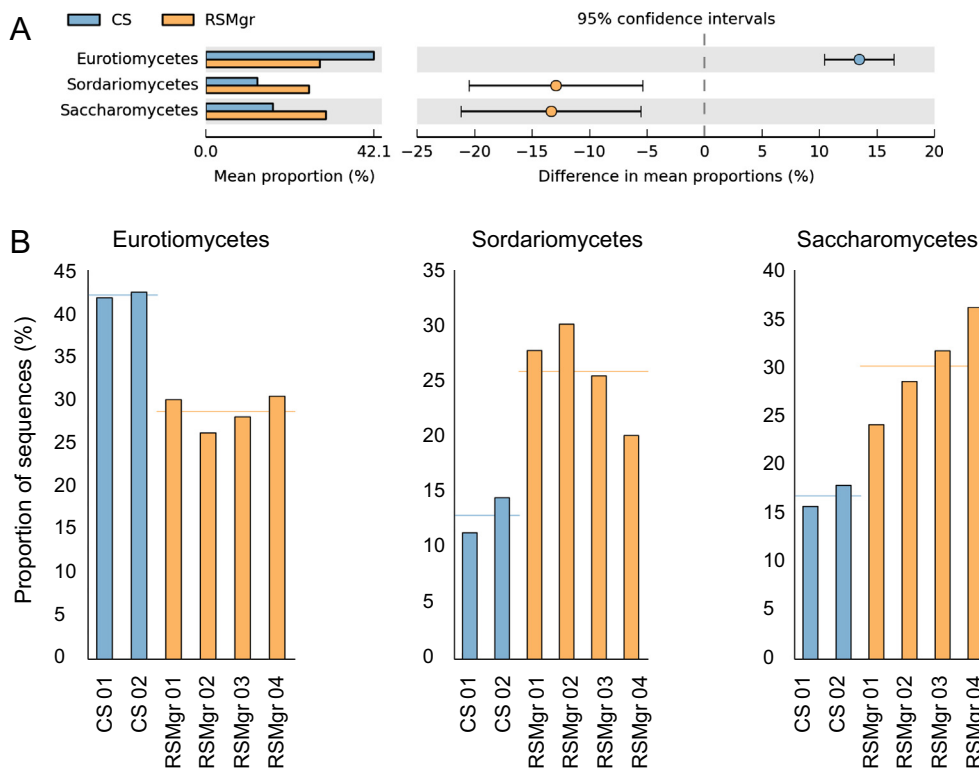 A
CS
RSMgr
95% confidence intervals
Eurotiomycetes
Sordariomycetes
Saccharomycetes
0.0
42.1
−25
−20
−15
−10
−5
0
5
10
15
20
Mean proportion (%)
Difference in mean proportions (%)
B
Eurotiomycetes
Sordariomycetes
Saccharomycetes
Proportion of sequences (%)
45
40
35
30
25
20
15
10
5
0
CS 01
CS 02
RSMgr 01
RSMgr 02
RSMgr 03
RSMgr 04
35
30
25
20
15
10
5
0
CS 01
CS 02
RSMgr 01
RSMgr 02
RSMgr 03
RSMgr 04
40
35
30
25
20
15
10
5
0
CS 01
CS 02
RSMgr 01
RSMgr 02
RSMgr 03
RSMgr 04